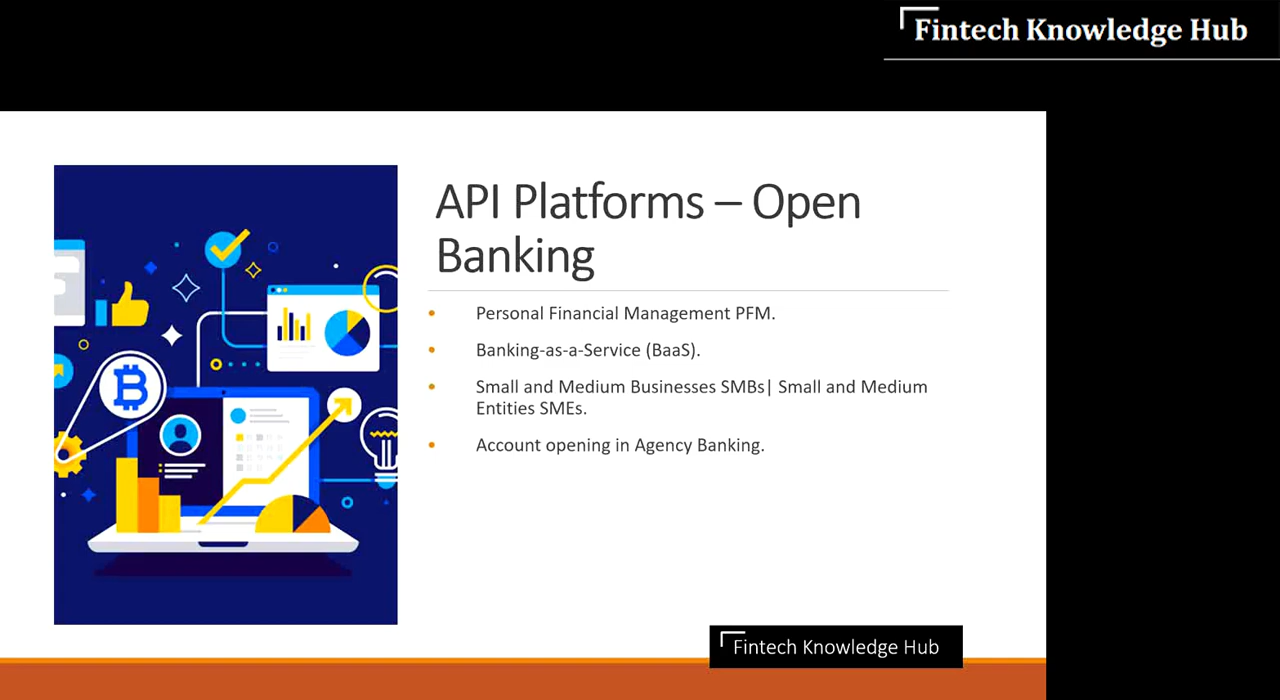 Fintech Knowledge Hub
API Platforms – Open
Banking
• Personal Financial Management PFM.
• Banking-as-a-Service (BaaS).
• Small and Medium Businesses SMBs| Small and Medium
Entities SMEs.
• Account opening in Agency Banking.
Fintech Knowledge Hub